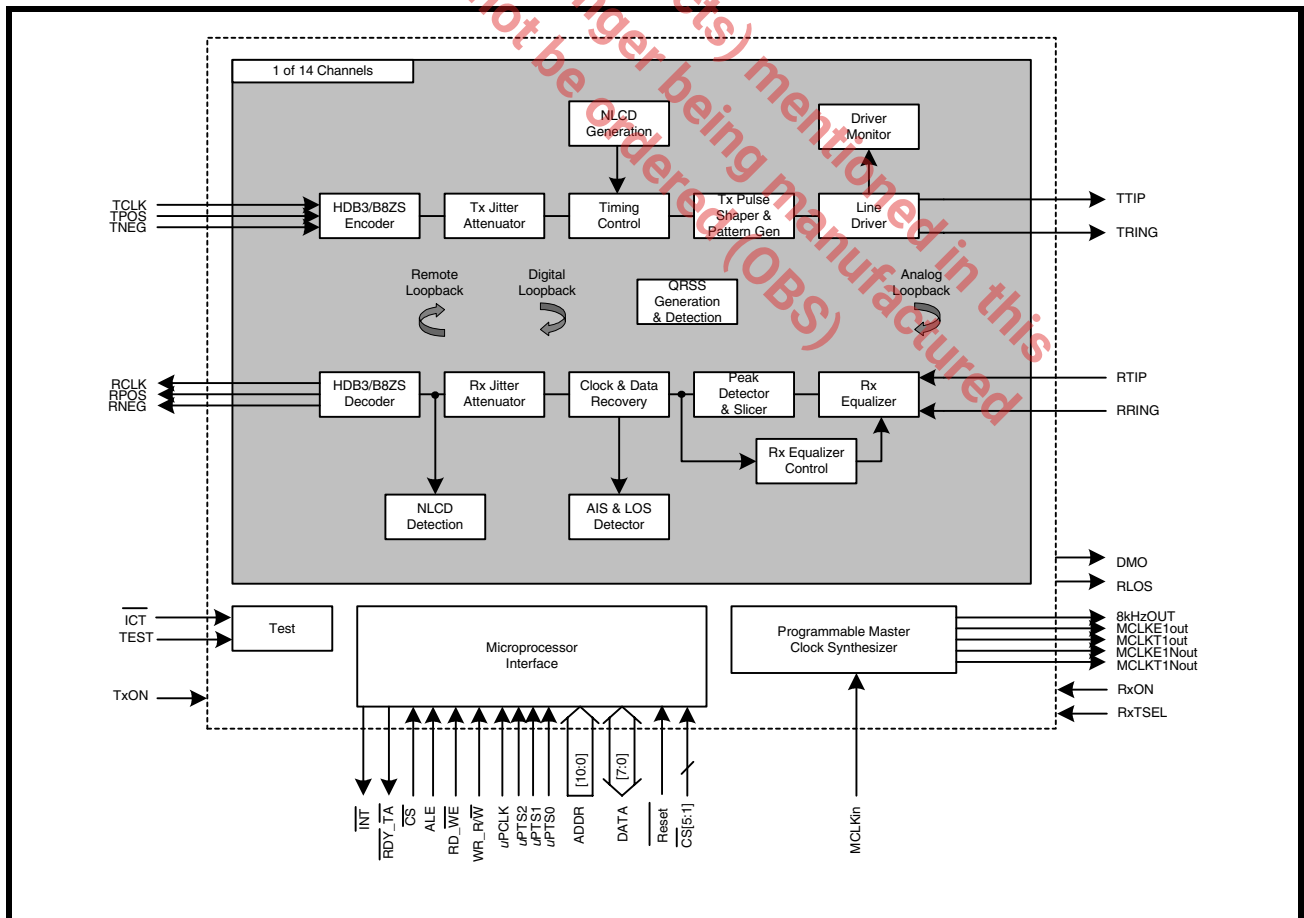 1 of 14 Channels
NLCD
Generation
Driver
Monitor
TCLK
TPOS
TNEG
HDB3/B8ZS
Encoder
Tx Jitter
Attenuator
Timing
Control
Tx Pulse
Shaper &
Pattern Gen
Line
Driver
TTIP
TRING
Remote
Loopback
Digital
Loopback
QRSS
Generation
& Detection
Analog
Loopback
RCLK
RPOS
RNEG
HDB3/B8ZS
Decoder
Rx Jitter
Attenuator
Clock & Data
Recovery
Peak
Detector
& Slicer
Rx
Equalizer
RTIP
RRING
Rx Equalizer
Control
NLCD
Detection
AIS & LOS
Detector
DMO
RLOS
ICT
TEST
Test
Microprocessor
Interface
Programmable Master
Clock Synthesizer
8kHzOUT
MCLKE1out
MCLKT1out
MCLKE1Nout
MCLKT1Nout
TxON
RxON
RxTSEL
INT
RDY_TA
CS
ALE
RD_WE
WR_R/W
uPCLK
uPTS2
uPTS1
uPTS0
[10:0]
ADDR
[7:0]
DATA
Reset
CS[5:1]
MCLKin
ets) mentioned in this
nger being manufactured
not be ordered (OBS)